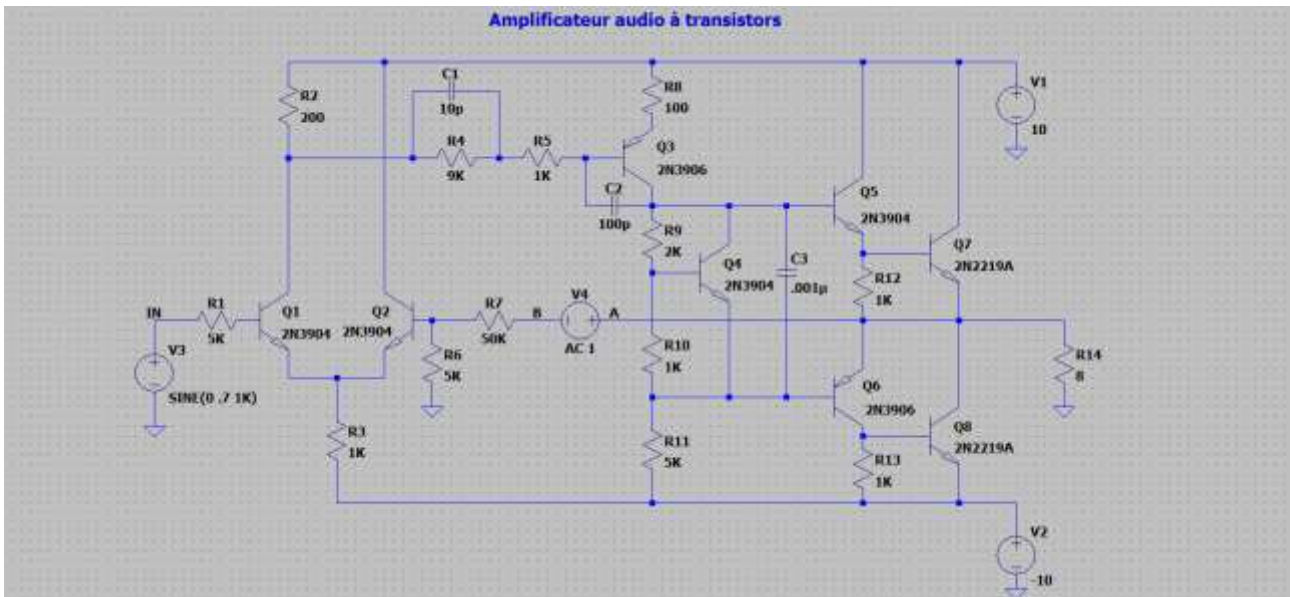 Amplificateur audio à transistors
R2
200
C1
10p
R4
9K
R5
1K
R8
100
Q3
2N3906
C2
100p
R9
2K
Q4
2N3904
C3
.001µ
Q5
2N3904
R12
1K
Q7
2N2219A
V1
10
IN
R1
5K
V3
SINE(0 .7 1K)
Q1
2N3904
Q2
2N3904
R3
1K
R6
5K
R7
50K
B
V4
A
AC 1
R10
1K
R11
5K
Q6
2N3906
R13
1K
Q8
2N2219A
R14
8
V2
-10